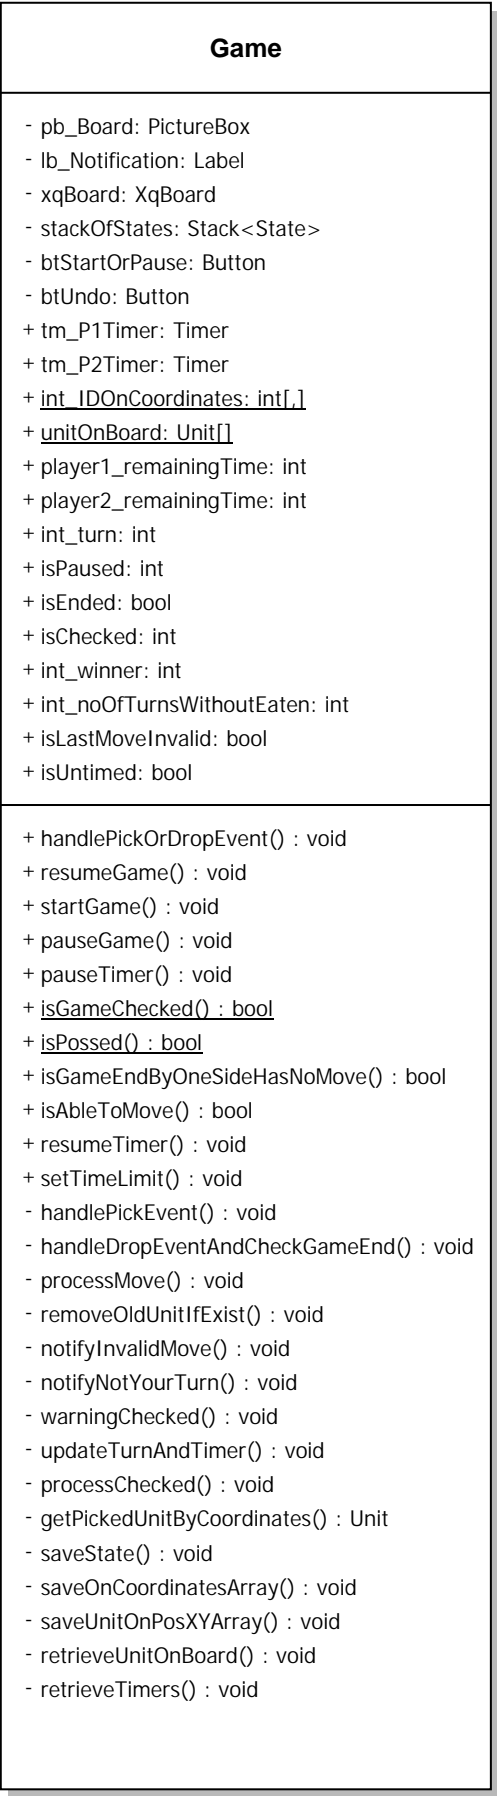 Game
- pb_Board: PictureBox
- lb_Notification: Label
- xqBoard: XqBoard
- stackOfStates: Stack<State>
- btStartOrPause: Button
- btUndo: Button
+ tm_P1Timer: Timer
+ tm_P2Timer: Timer
+ int_IDOnCoordinates: int[,]
+ unitOnBoard: Unit[]
+ player1_remainingTime: int
+ player2_remainingTime: int
+ int_turn: int
+ isPaused: int
+ isEnded: bool
+ isChecked: int
+ int_winner: int
+ int_noOfTurnsWithoutEaten: int
+ isLastMoveInvalid: bool
+ isUntimed: bool
+ handlePickOrDropEvent() : void
+ resumeGame() : void
+ startGame() : void
+ pauseGame() : void
+ pauseTimer() : void
+ isGameChecked() : bool
+ isPossed() : bool
+ isGameEndByOneSideHasNoMove() : bool
+ isAbleToMove() : bool
+ resumeTimer() : void
+ setTimeLimit() : void
- handlePickEvent() : void
- handleDropEventAndCheckGameEnd() : void
- processMove() : void
- removeOldUnitIfExist() : void
- notifyInvalidMove() : void
- notifyNotYourTurn() : void
- warningChecked() : void
- updateTurnAndTimer() : void
- processChecked() : void
- getPickedUnitByCoordinates() : Unit
- saveState() : void
- saveOnCoordinatesArray() : void
- saveUnitOnPosXYArray() : void
- retrieveUnitOnBoard() : void
- retrieveTimers() : void